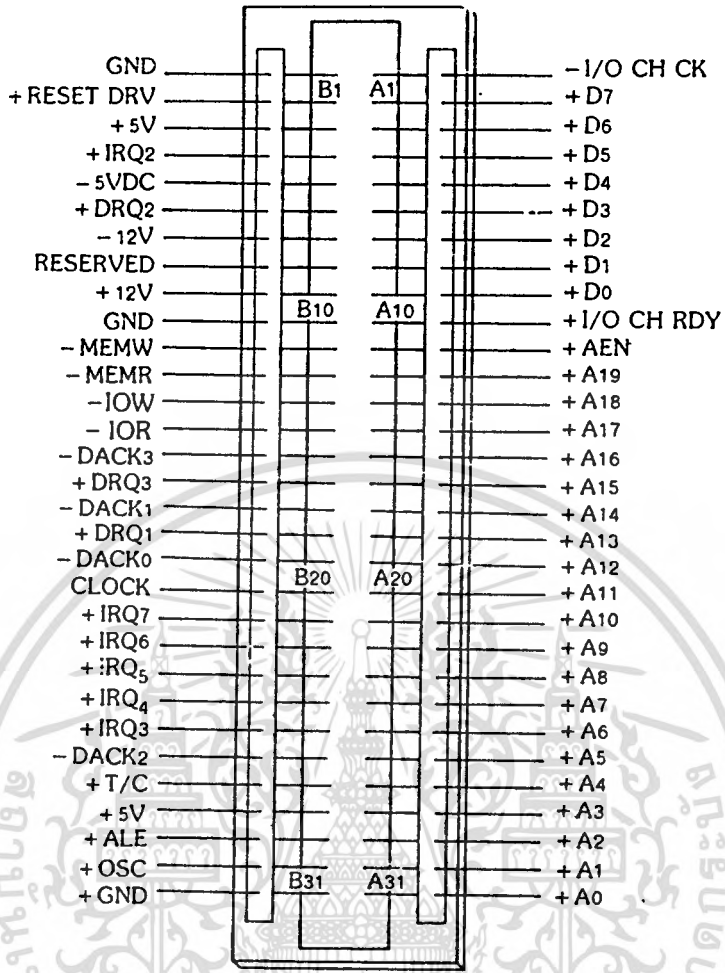 GND B1 A1 -I/O CH CK
+RESET DRV +D7
+5V +D6
+IRQ2 +D5
-5VDC +D4
+DRQ2 +D3
-12V +D2
RESERVED +D1
+12V +D0
GND B10 A10 +I/O CH RDY
-MEMW +AEN
-MEMR +A19
-IOW +A18
-IOR +A17
-DACK3 +A16
+DRQ3 +A15
-DACK1 +A14
+DRQ1 +A13
-DACK0 +A12
CLOCK B20 A20 +A11
+IRQ7 +A10
+IRQ6 +A9
+IRQ5 +A8
+IRQ4 +A7
+IRQ3 +A6
-DACK2 +A5
+T/C +A4
+5V +A3
+ALE +A2
+OSC +A1
+GND B31 A31 +A0